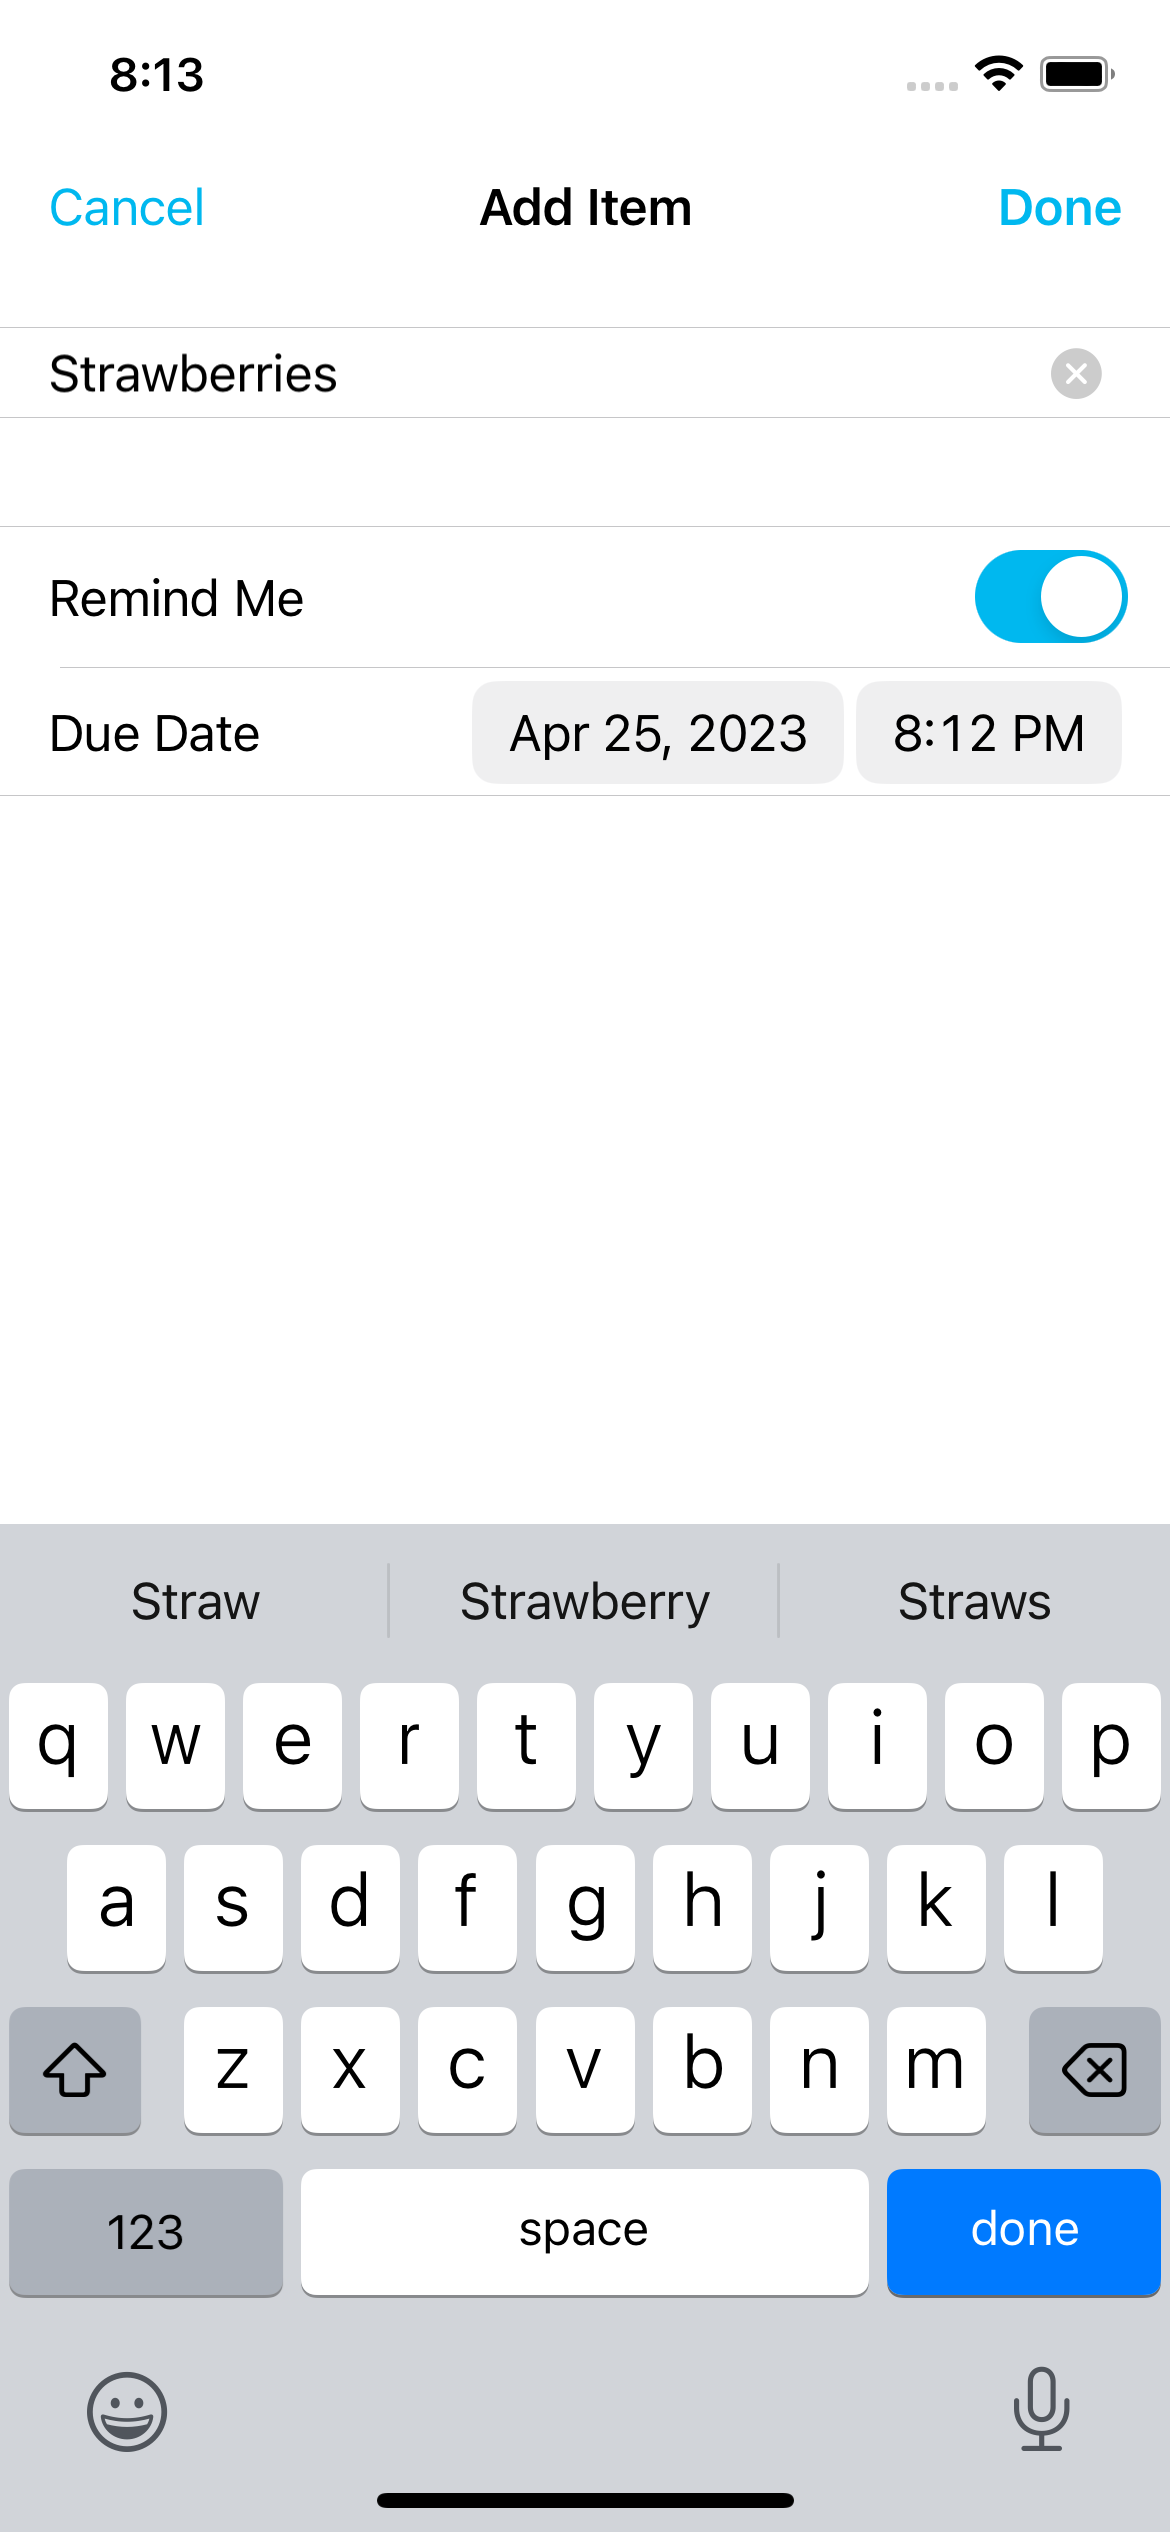 8:13
Cancel Add Item Done
Strawberries
Remind Me
Due Date Apr 25, 2023 8:12 PM
Straw Strawberry Straws
q w e r t y u i o p
a s d f g h j k l
z x c v b n m
123 space done